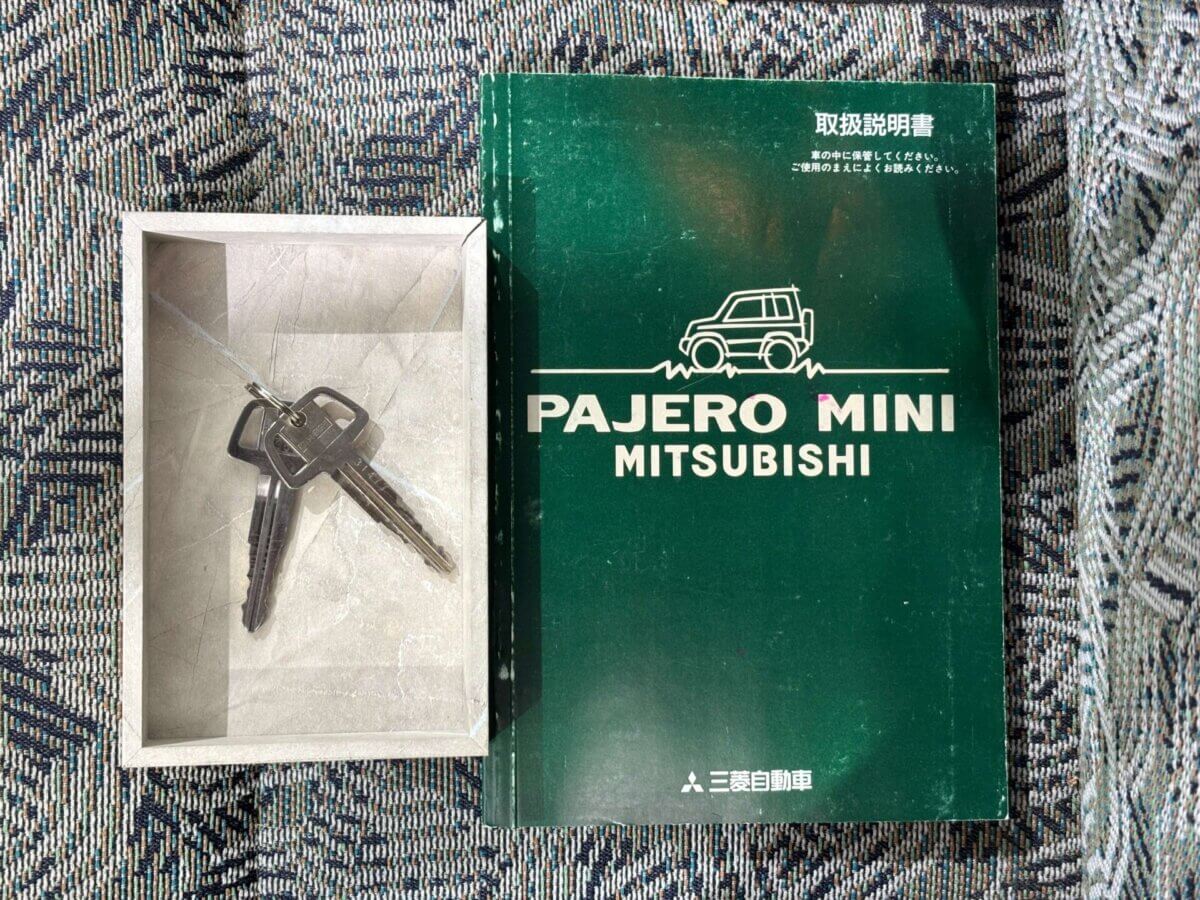 取扱説明書
車の中に保管してください。
ご使用のまえによくお読みください。
PAJERO MINI
MITSUBISHI
三菱自動車